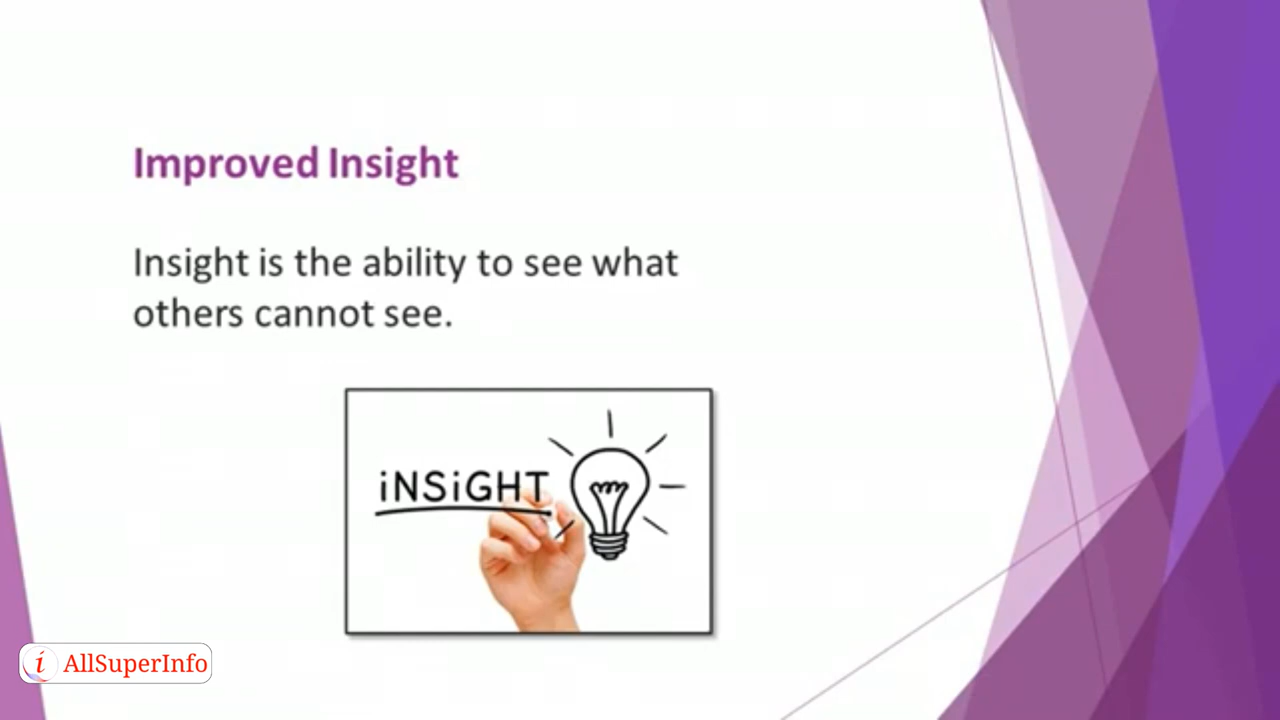 Improved Insight
Insight is the ability to see what
others cannot see.
iNSiGHT
i AllSuperInfo